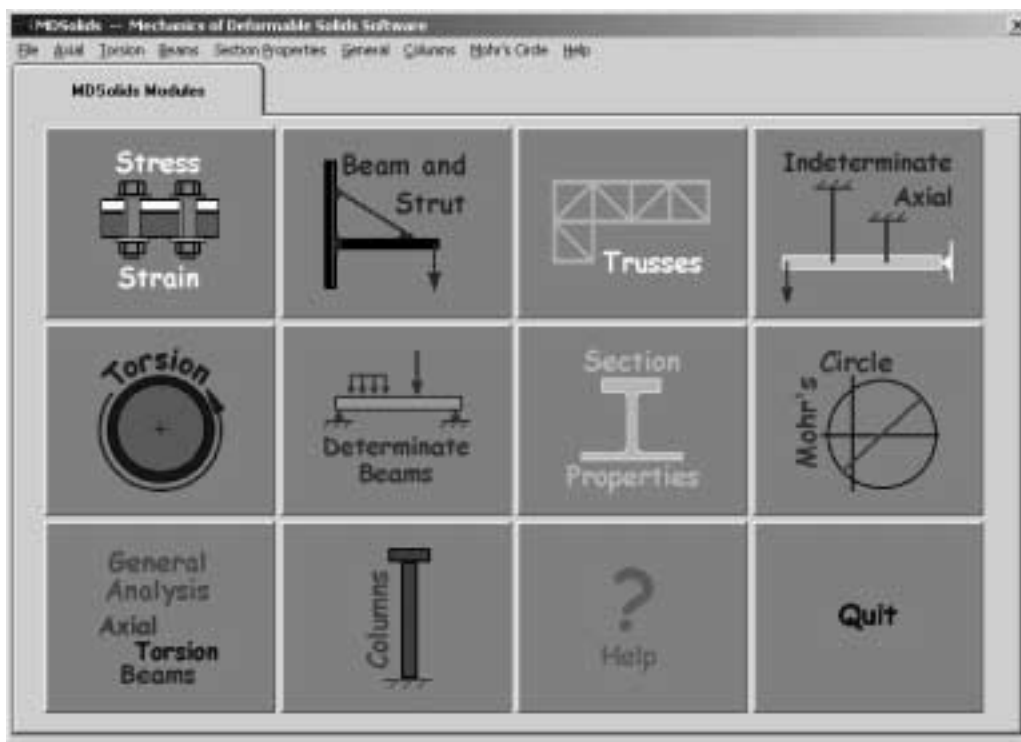 MDSolids -- Mechanics of Deformable Solids Software
File Axial Torsion Beams Section Properties General Columns Mohr's Circle Help
MDSolids Modules
Stress
Strain
Beam and
Strut
Trusses
Indeterminate
Axial
Torsion
Determinate
Beams
Section
Properties
Circle
Mohr's
General
Analysis
Axial
Torsion
Beams
Columns
?
Help
Quit